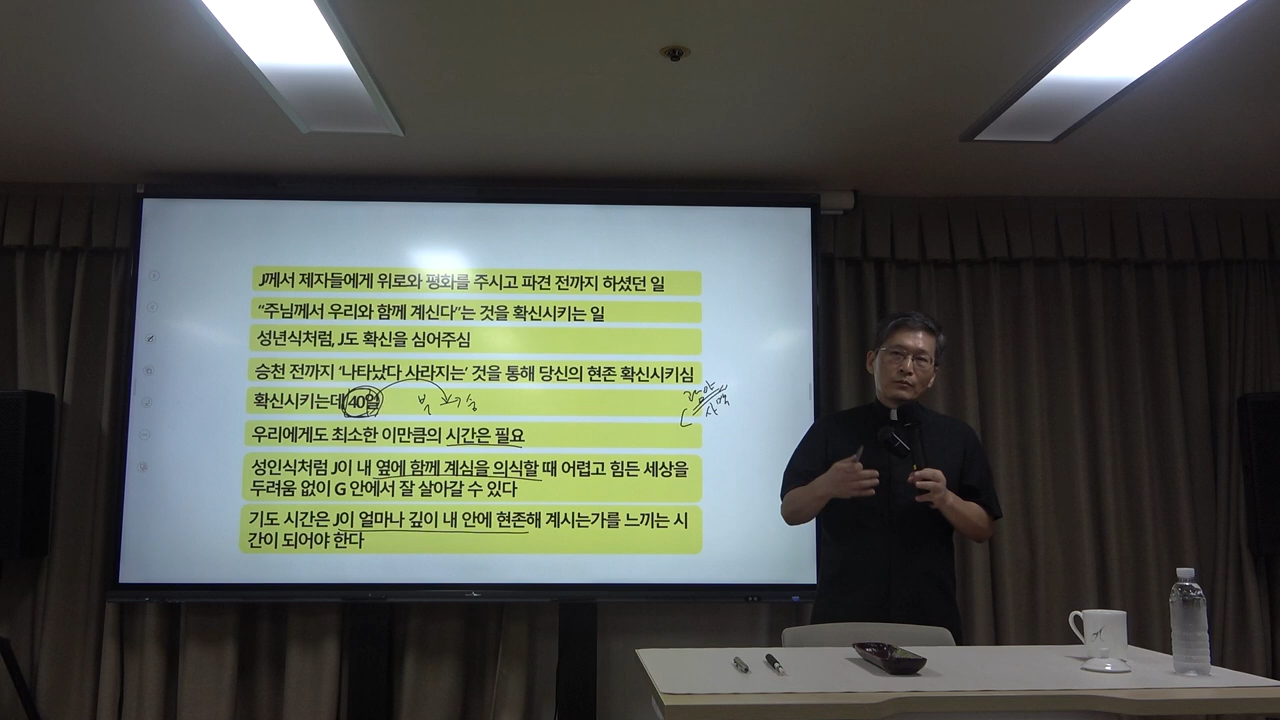 J께서 제자들에게 위로와 평화를 주시고 파견 전까지 하셨던 일
“주님께서 우리와 함께 계신다”는 것을 확신시키는 일
성년식처럼, J도 확신을 심어주심
승천 전까지 ‘나타났다 사라지는’ 것을 통해 당신의 현존 확신시키심
확신시키는데 40일
우리에게도 최소한 이만큼의 시간은 필요
성인식처럼 J이 내 옆에 함께 계심을 의식할 때 어렵고 힘든 세상을
두려움 없이 G 안에서 잘 살아갈 수 있다
기도 시간은 J이 얼마나 깊이 내 안에 현존해 계시는가를 느끼는 시
간이 되어야 한다